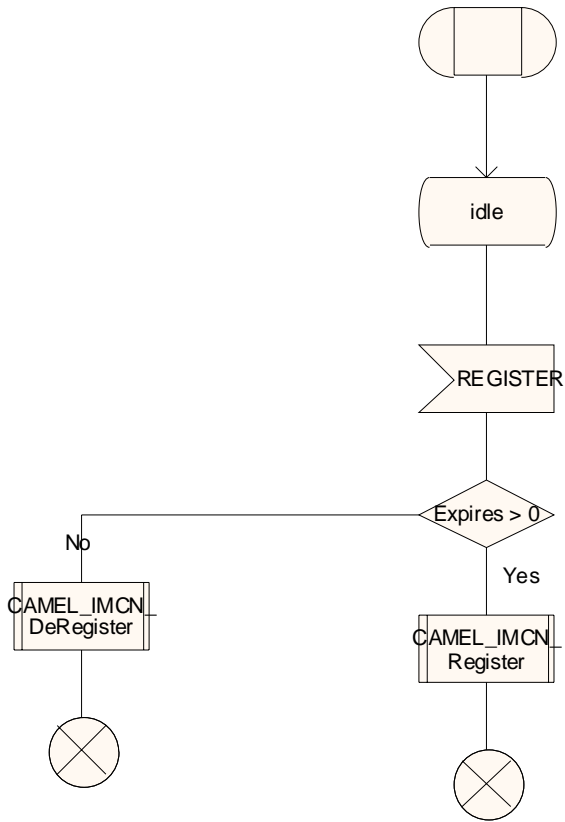 idle
REGISTER
Expires > 0
No
Yes
CAMEL_IMCN_
DeRegister
CAMEL_IMCN_
Register